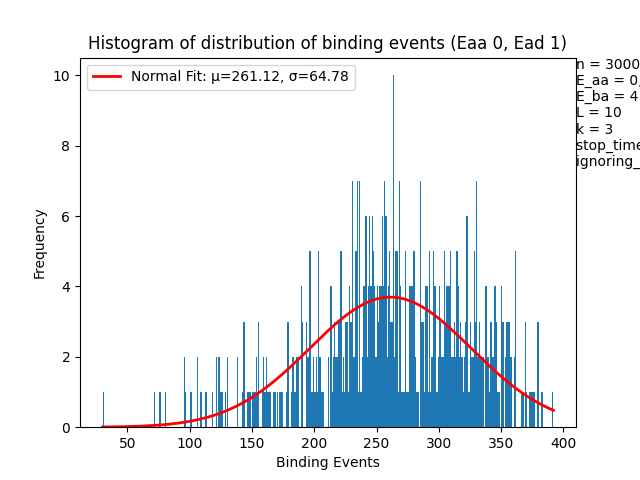 Histogram of distribution of binding events (Eaa 0, Ead 1)
Normal Fit: μ=261.12, σ=64.78
n = 3000
E_aa = 0,
E_ba = 4
L = 10
k = 3
stop_time
ignoring_
10
8
6
4
2
0
Frequency
50 100 150 200 250 300 350 400
Binding Events